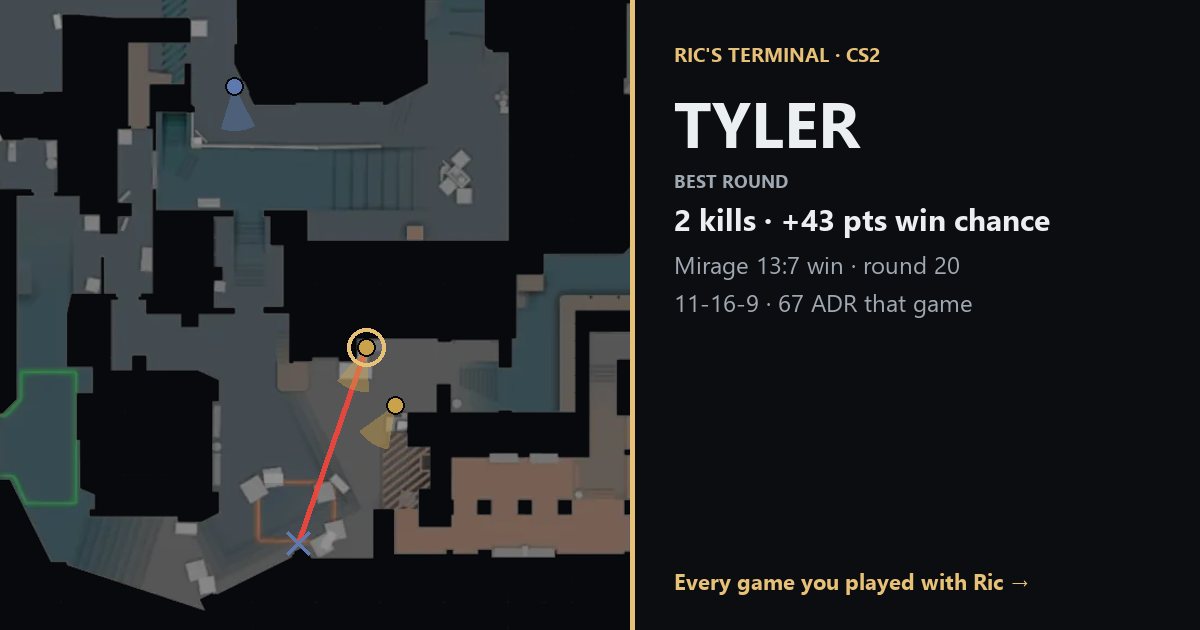 RIC'S TERMINAL · CS2
TYLER
BEST ROUND
2 kills · +43 pts win chance
Mirage 13:7 win · round 20
11-16-9 · 67 ADR that game
Every game you played with Ric →